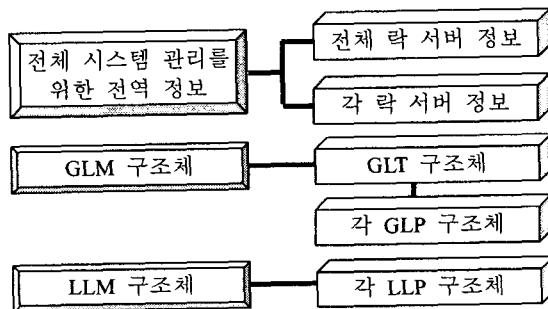 전체 시스템 관리를
위한 전역 정보
전체 락 서버 정보
각 락 서버 정보
GLM 구조체
GLT 구조체
각 GLP 구조체
LLM 구조체
각 LLP 구조체